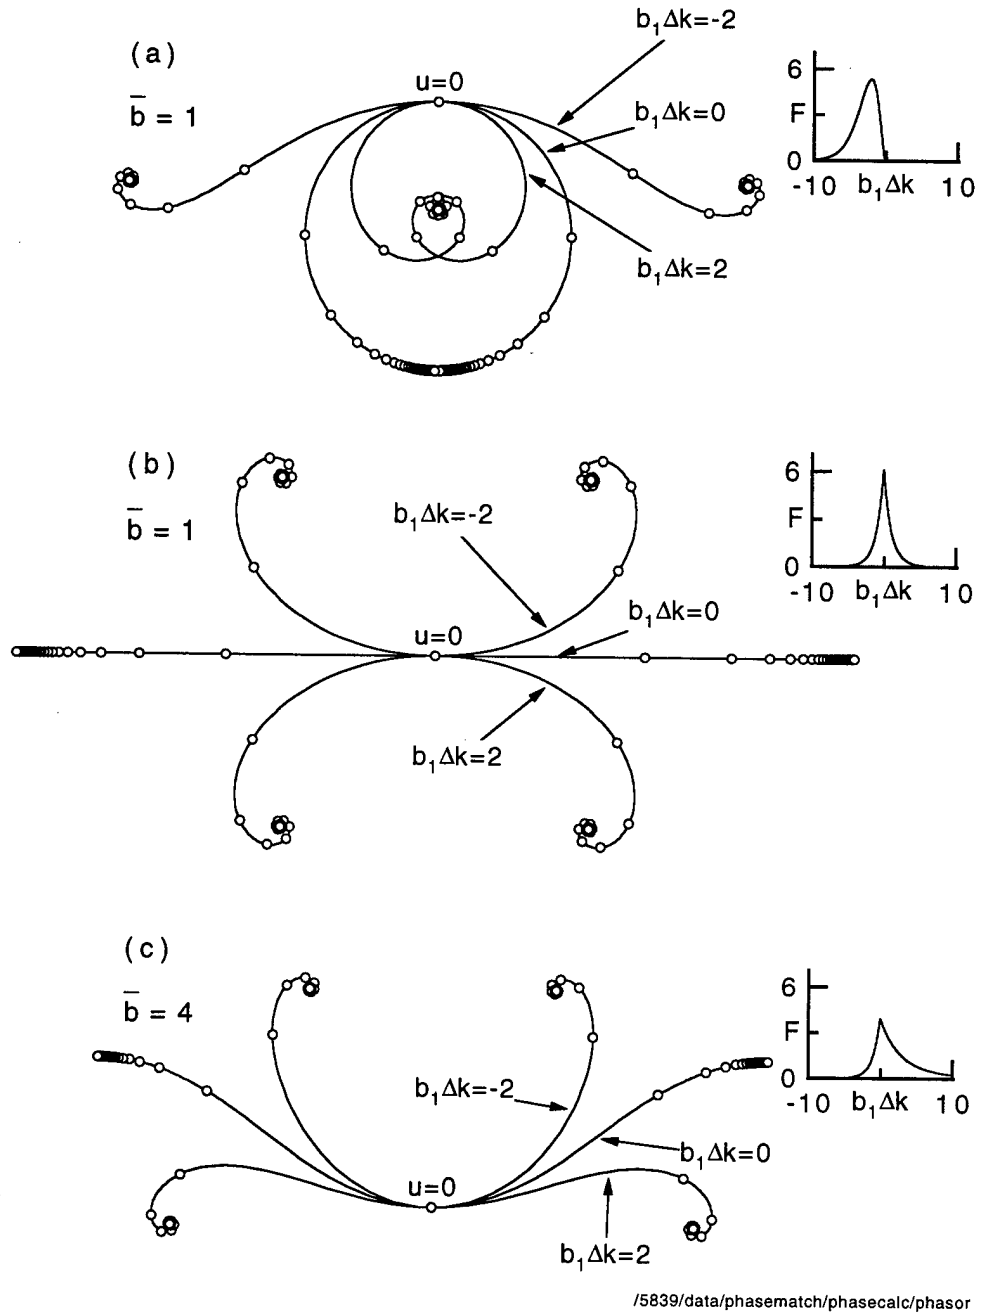 (a)
b̄ = 1
u=0
b₁Δk=-2
b₁Δk=0
b₁Δk=2
6
F
0
-10 b₁Δk 10
(b)
b̄ = 1
b₁Δk=-2
u=0
b₁Δk=0
b₁Δk=2
6
F
0
-10 b₁Δk 10
(c)
b̄ = 4
b₁Δk=-2
u=0
b₁Δk=0
b₁Δk=2
6
F
0
-10 b₁Δk 10
/5839/data/phasematch/phasecalc/phasor